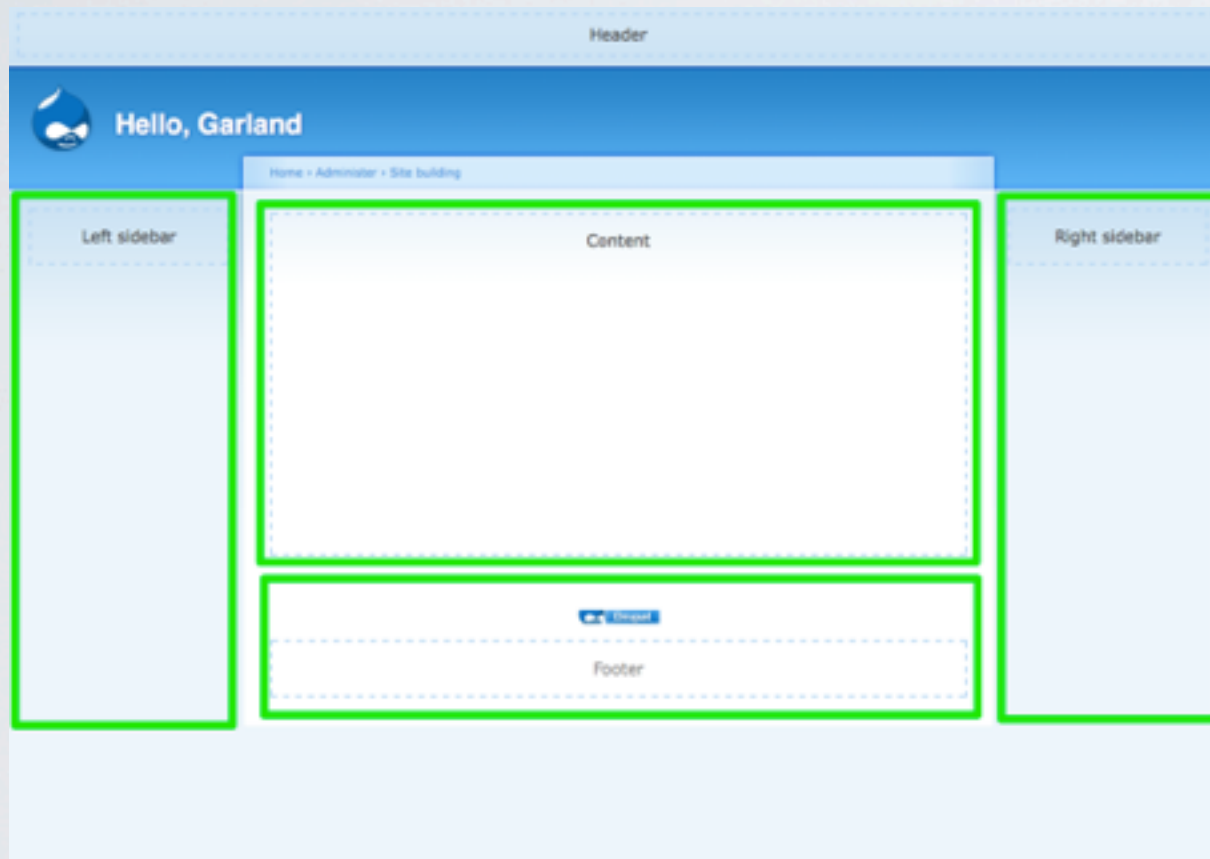 Header
Hello, Garland
Home › Administer › Site building
Left sidebar
Content
Right sidebar
Drupal
Footer